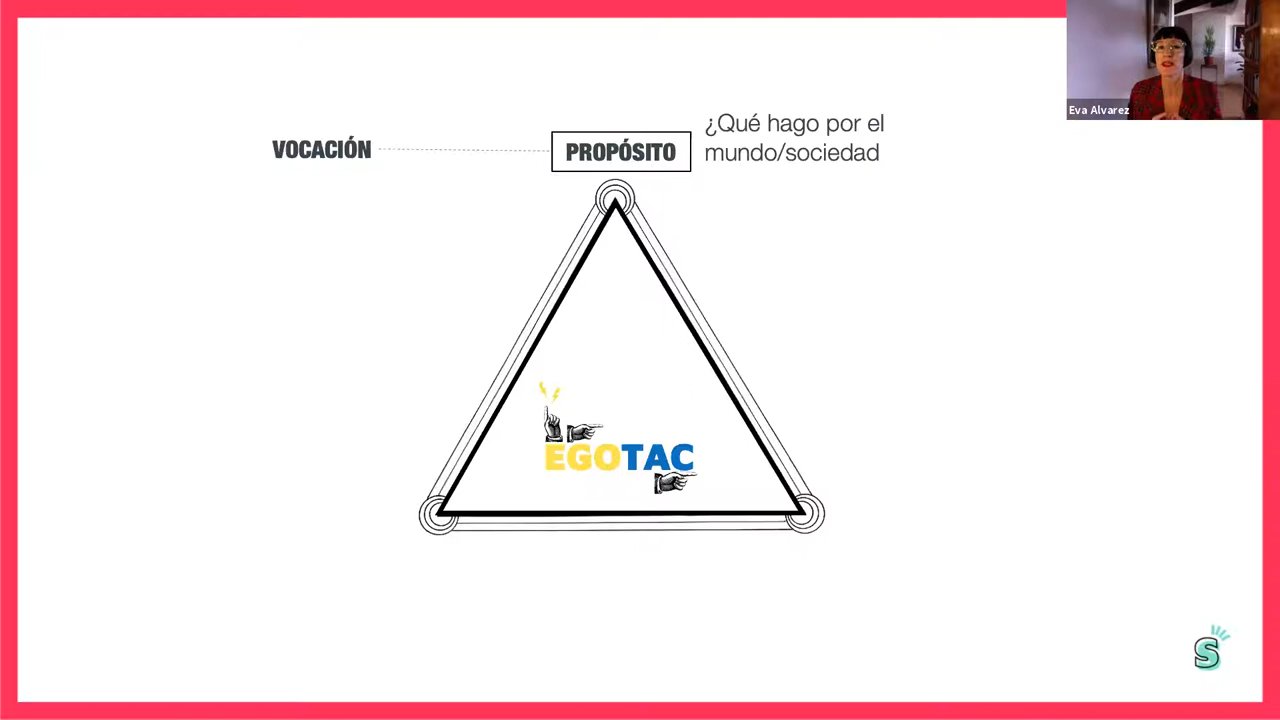 Eva Alvarez
¿Qué hago por el
mundo/sociedad
VOCACIÓN
PROPÓSITO
EGOTAC
S